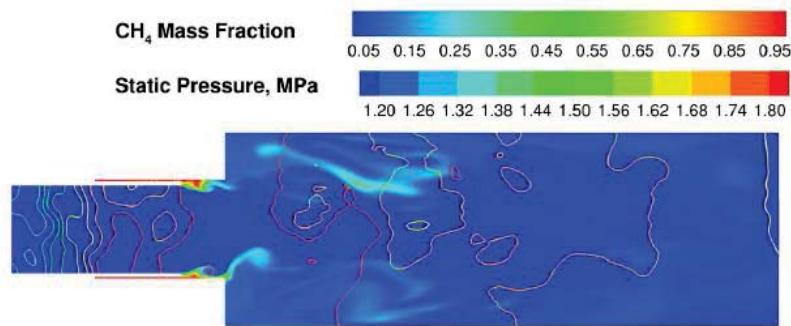 CH₄ Mass Fraction
0.05 0.15 0.25 0.35 0.45 0.55 0.65 0.75 0.85 0.95
Static Pressure, MPa
1.20 1.26 1.32 1.38 1.44 1.50 1.56 1.62 1.68 1.74 1.80